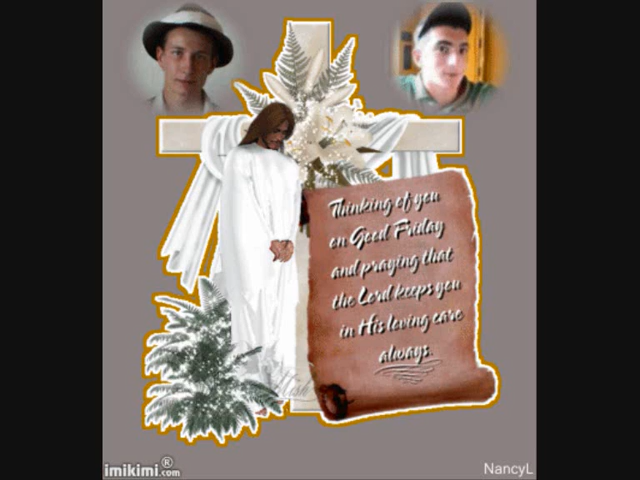 Thinking of you
on Good Friday
and praying that
the Lord keeps you
in His loving care
always.
imikimi.com®
NancyL